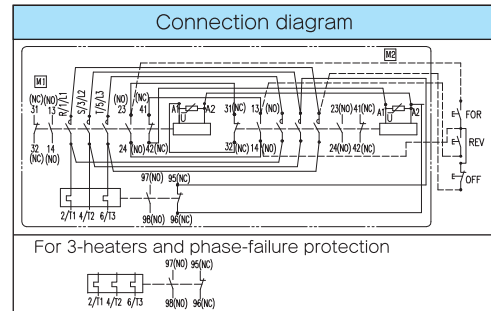 Connection diagram
M1
M2
(NC) (NO)
31 13
R/1/L1
S/3/L2
T/5/L3
(NO) (NC)
23 41
A1 A2
U
31(NC) 13(NO)
23(NO) 41(NC)
A1 A2
U
FOR
REV
OFF
32 14
(NC) (NO)
24(NO) 42(NC)
32(NC) 14(NO)
24(NO) 42(NC)
97(NO) 95(NC)
2/T1 4/T2 6/T3
98(NO) 96(NC)
For 3-heaters and phase-failure protection
97(NO) 95(NC)
2/T1 4/T2 6/T3
98(NO) 96(NC)